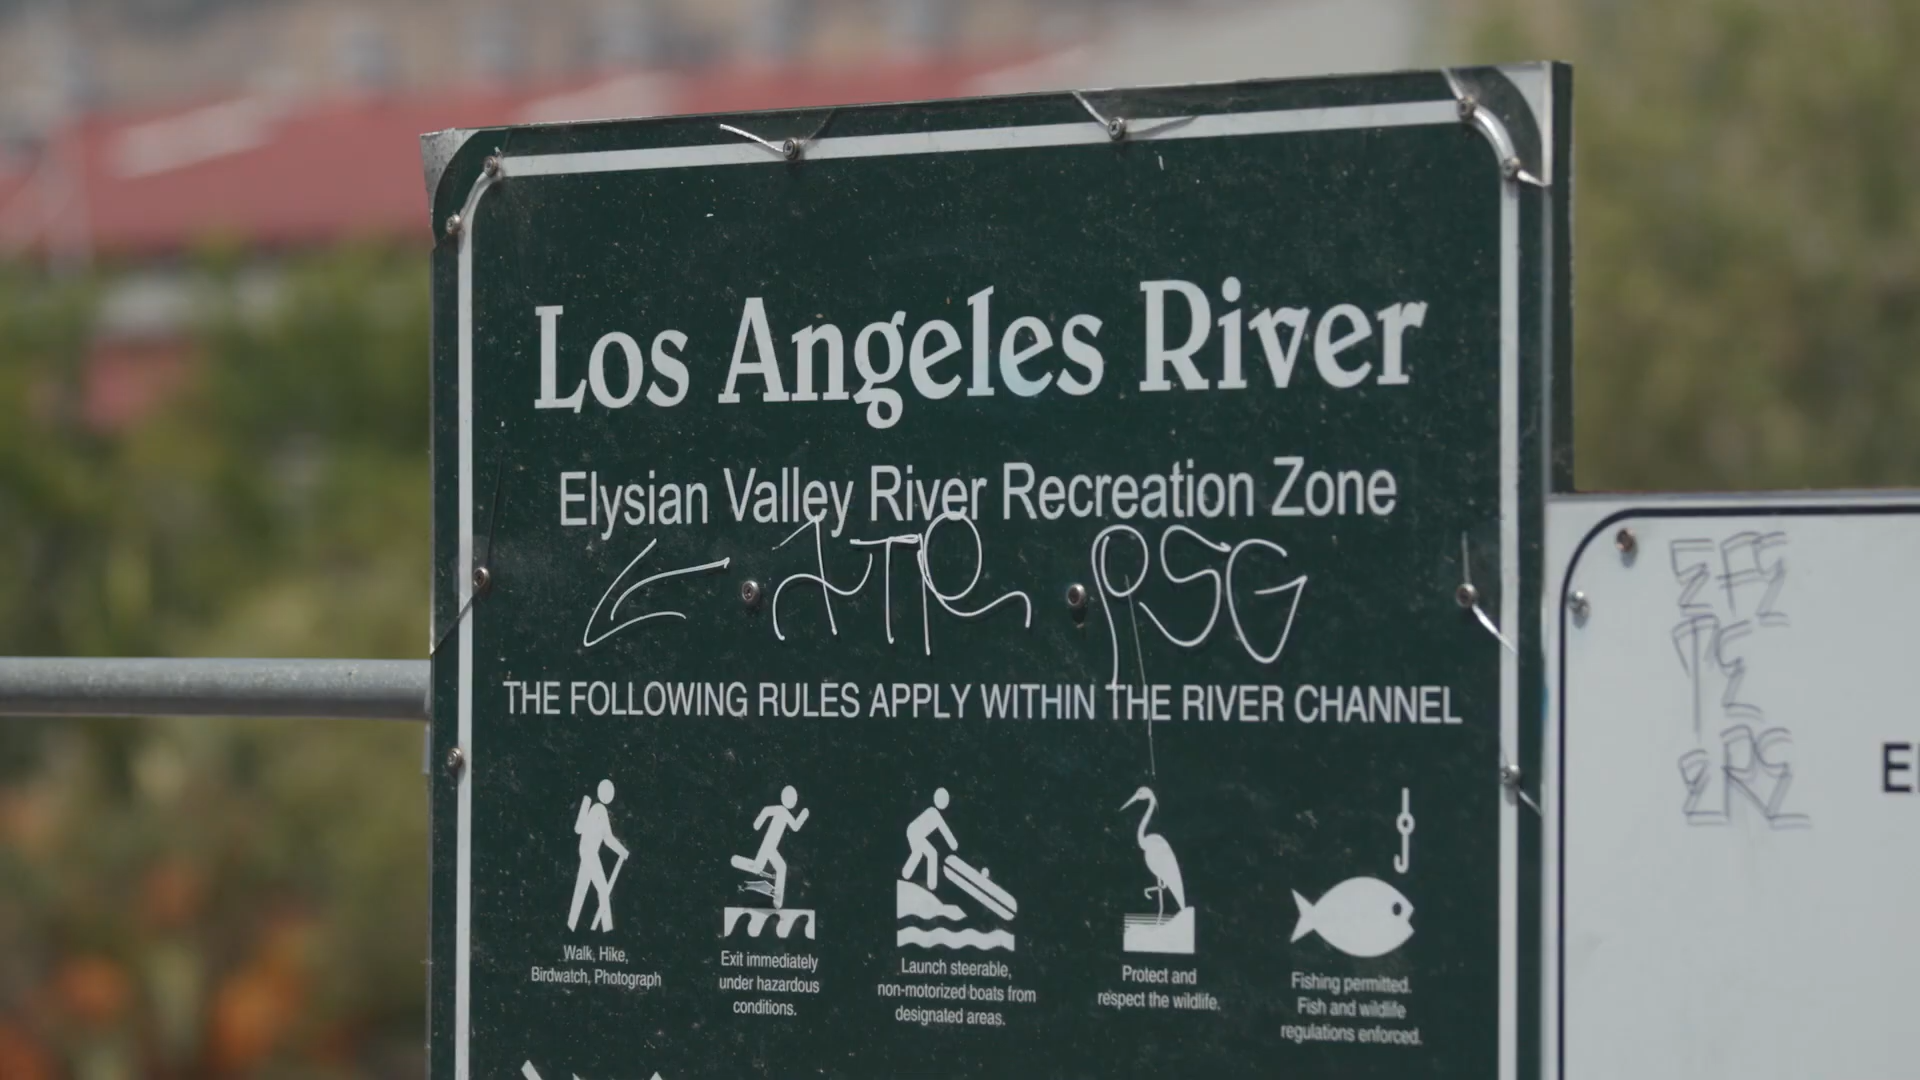 Los Angeles River
Elysian Valley River Recreation Zone
THE FOLLOWING RULES APPLY WITHIN THE RIVER CHANNEL
Walk, Hike,
Birdwatch, Photograph
Exit immediately
under hazardous
conditions.
Launch steerable,
non-motorized boats from
designated areas.
Protect and
respect the wildlife.
Fishing permitted.
Fish and wildlife
regulations enforced.